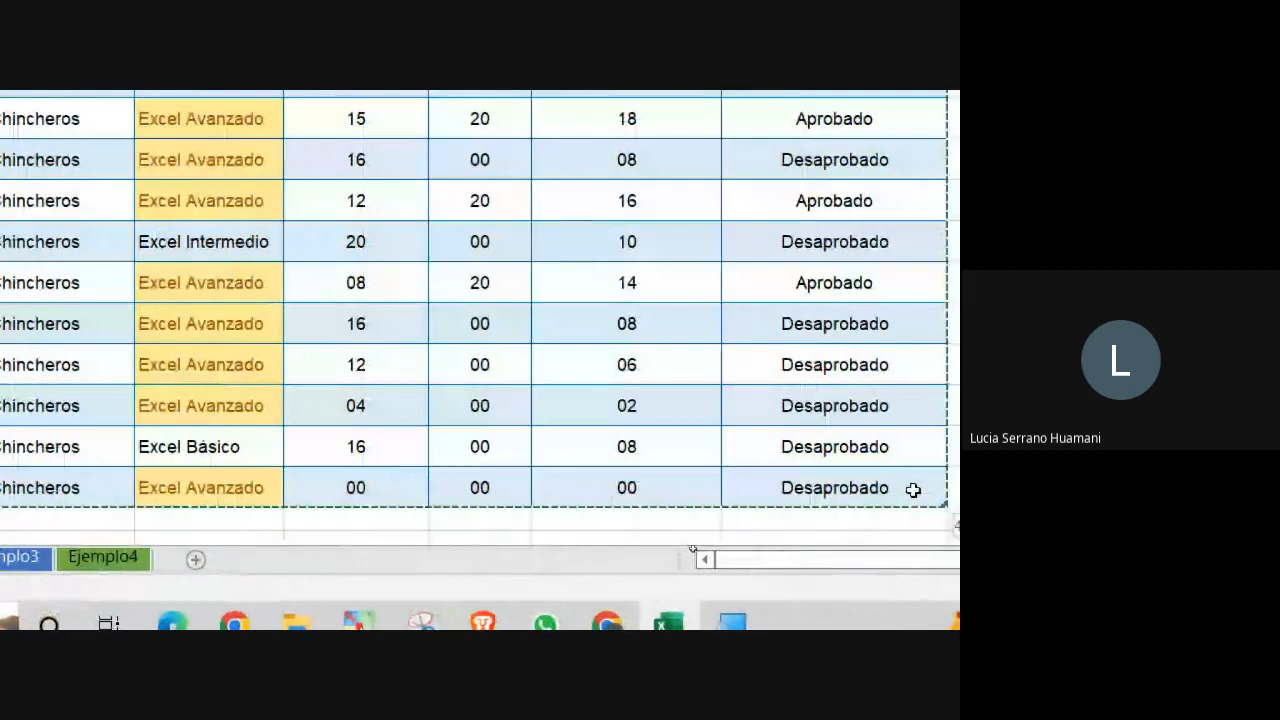 hincheros Excel Avanzado 15 20 18 Aprobado
hincheros Excel Avanzado 16 00 08 Desaprobado
hincheros Excel Avanzado 12 20 16 Aprobado
hincheros Excel Intermedio 20 00 10 Desaprobado
hincheros Excel Avanzado 08 20 14 Aprobado
hincheros Excel Avanzado 16 00 08 Desaprobado
hincheros Excel Avanzado 12 00 06 Desaprobado
hincheros Excel Avanzado 04 00 02 Desaprobado
hincheros Excel Básico 16 00 08 Desaprobado
hincheros Excel Avanzado 00 00 00 Desaprobado
mplo3 Ejemplo4
L
Lucia Serrano Huamani